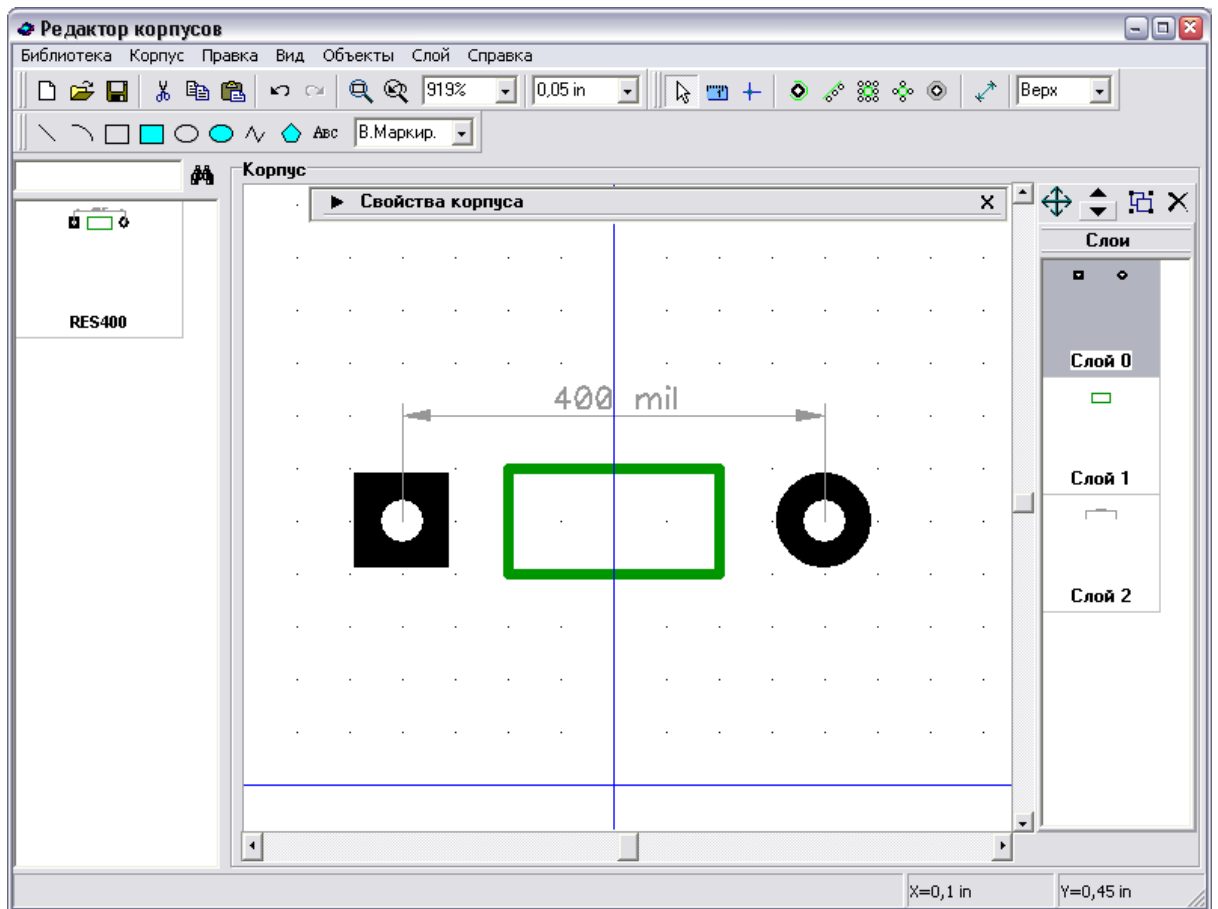 Редактор корпусов
Библиотека Корпус Правка Вид Объекты Слой Справка
919% 0,05 in Верх
Авс В.Маркир.
Корпус
Свойства корпуса
Слои
RES400
Слой 0
400 mil
Слой 1
Слой 2
X=0,1 in Y=0,45 in